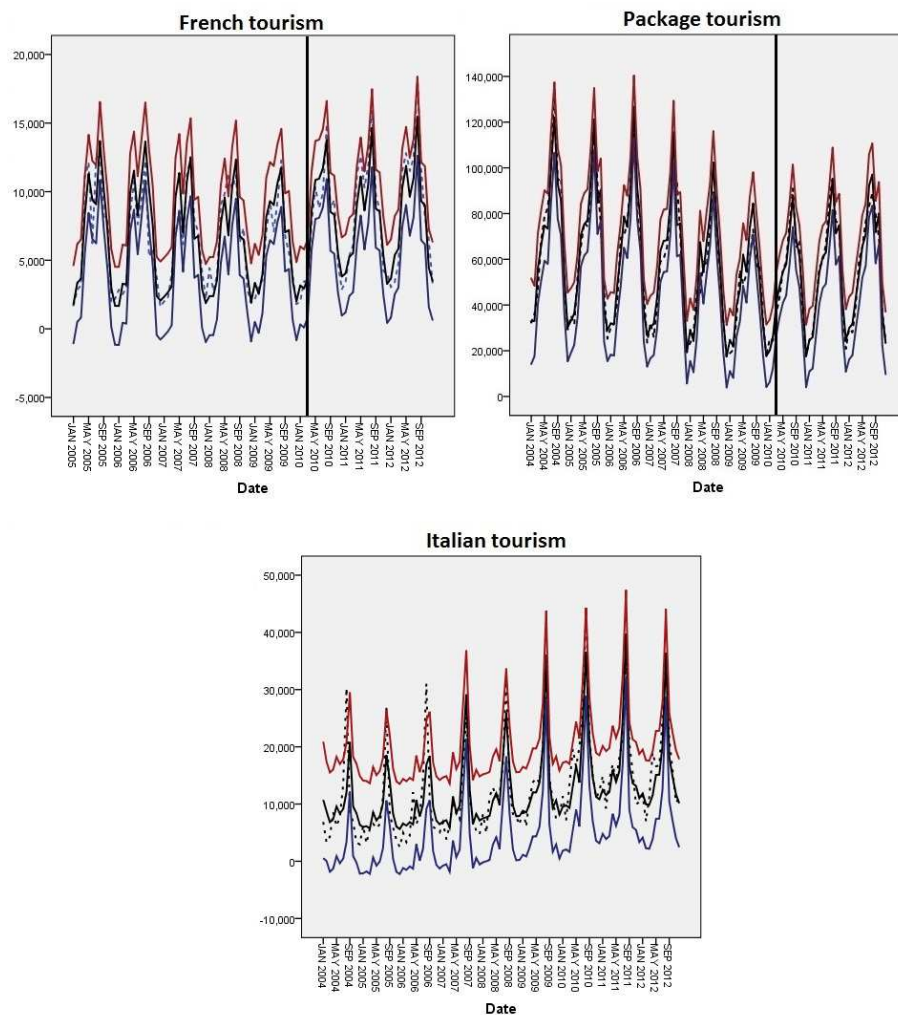 French tourism
20,000
15,000
10,000
5,000
0
-5,000
JAN 2005
MAY 2005
SEP 2005
JAN 2006
MAY 2006
SEP 2006
JAN 2007
MAY 2007
SEP 2007
JAN 2008
MAY 2008
SEP 2008
JAN 2009
MAY 2009
SEP 2009
JAN 2010
MAY 2010
SEP 2010
JAN 2011
MAY 2011
SEP 2011
JAN 2012
MAY 2012
SEP 2012
Date
Package tourism
140,000
120,000
100,000
80,000
60,000
40,000
20,000
0
JAN 2004
MAY 2004
SEP 2004
JAN 2005
MAY 2005
SEP 2005
JAN 2006
MAY 2006
SEP 2006
JAN 2007
MAY 2007
SEP 2007
JAN 2008
MAY 2008
SEP 2008
JAN 2009
MAY 2009
SEP 2009
JAN 2010
MAY 2010
SEP 2010
JAN 2011
MAY 2011
SEP 2011
JAN 2012
MAY 2012
SEP 2012
Date
Italian tourism
50,000
40,000
30,000
20,000
10,000
0
-10,000
JAN 2004
MAY 2004
SEP 2004
JAN 2005
MAY 2005
SEP 2005
JAN 2006
MAY 2006
SEP 2006
JAN 2007
MAY 2007
SEP 2007
JAN 2008
MAY 2008
SEP 2008
JAN 2009
MAY 2009
SEP 2009
JAN 2010
MAY 2010
SEP 2010
JAN 2011
MAY 2011
SEP 2011
JAN 2012
MAY 2012
SEP 2012
Date